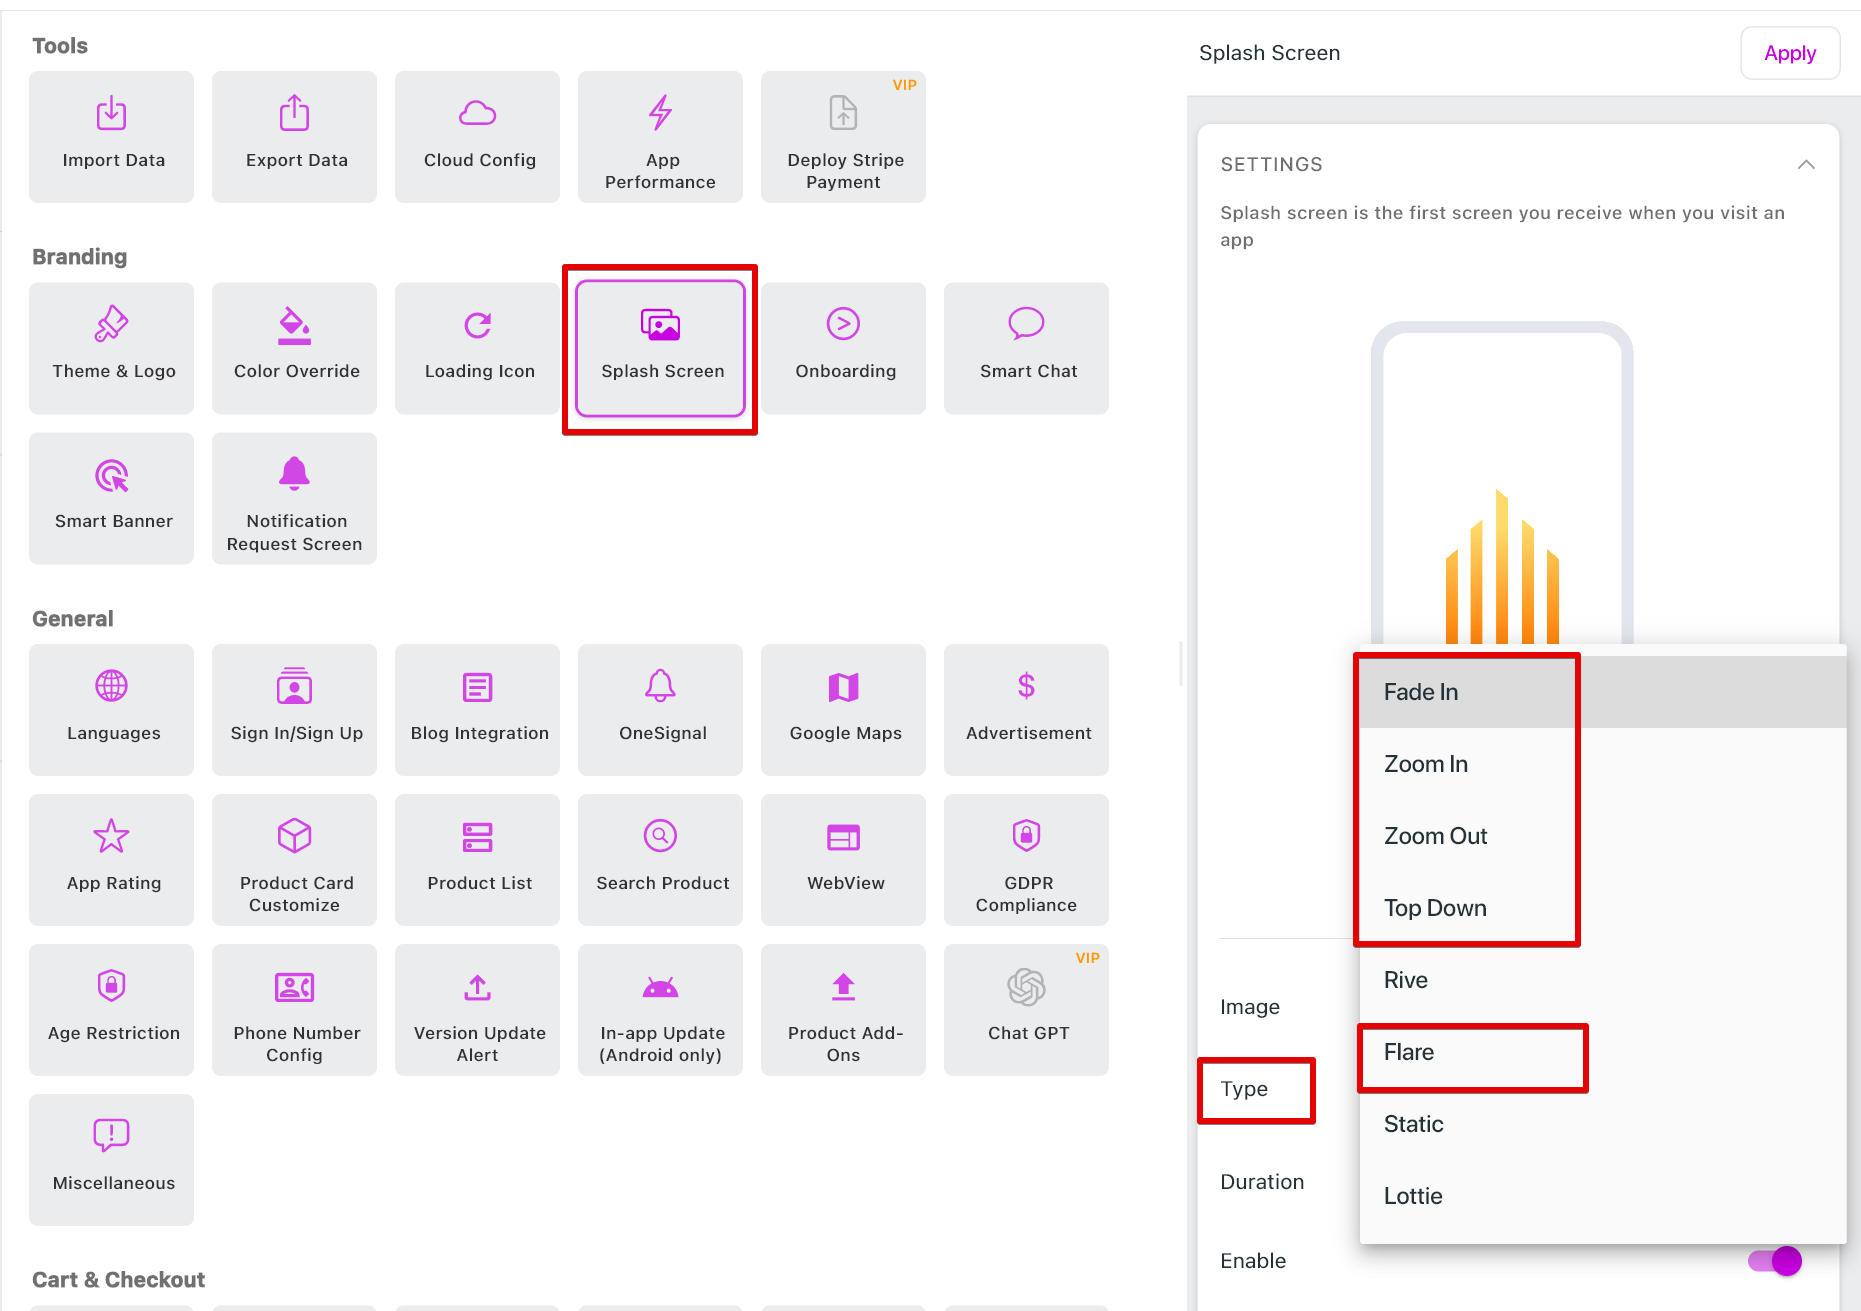 Tools
Import Data
Export Data
Cloud Config
App
Performance
VIP
Deploy Stripe
Payment
Branding
Theme & Logo
Color Override
Loading Icon
Splash Screen
Onboarding
Smart Chat
Smart Banner
Notification
Request Screen
General
Languages
Sign In/Sign Up
Blog Integration
OneSignal
Google Maps
Advertisement
App Rating
Product Card
Customize
Product List
Search Product
WebView
GDPR
Compliance
Age Restriction
Phone Number
Config
Version Update
Alert
In-app Update
(Android only)
Product Add-
Ons
VIP
Chat GPT
Miscellaneous
Cart & Checkout
Splash Screen
Apply
SETTINGS
Splash screen is the first screen you receive when you visit an
app
Fade In
Zoom In
Zoom Out
Top Down
Rive
Flare
Static
Lottie
Image
Type
Duration
Enable